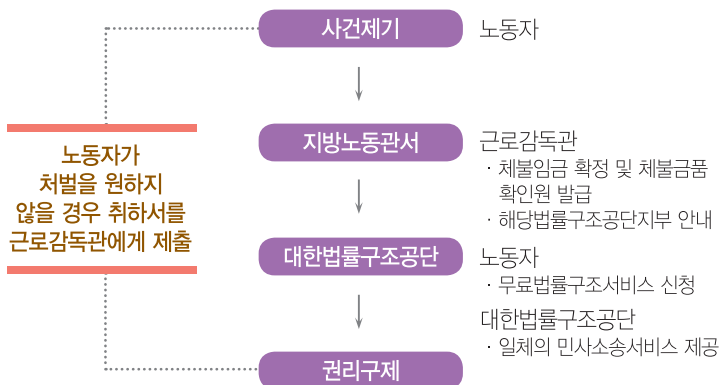 사건제기
노동자
지방노동관서
근로감독관
· 체불임금 확정 및 체불금품
확인원 발급
· 해당법률구조공단지부 안내
노동자가
처벌을 원하지
않을 경우 취하서를
근로감독관에게 제출
대한법률구조공단
노동자
· 무료법률구조서비스 신청
대한법률구조공단
· 일체의 민사소송서비스 제공
권리구제